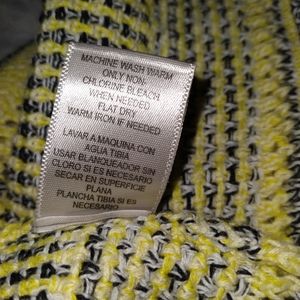 MACHINE WASH WARM
ONLY NON-
CHLORINE BLEACH
WHEN NEEDED
FLAT DRY
WARM IRON IF NEEDED
LAVAR A MAQUINA CON
AGUA TIBIA
USAR BLANQUEADOR SIN
CLORO SI ES NECESARIO
SECAR EN SUPERFICIE
PLANA
PLANCHA TIBIA SI ES
NECESARIO